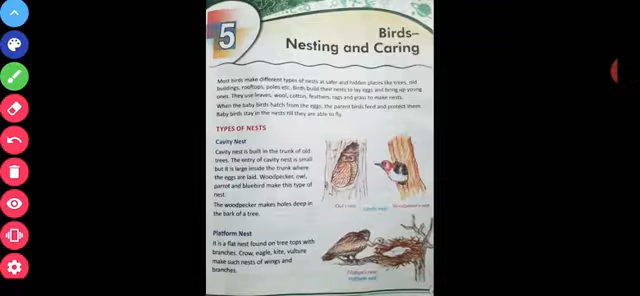 5
Birds–
Nesting and Caring
Most birds make different types of nests at safer and hidden places like trees, old
buildings, rooftops, poles etc. Birds build their nests to lay eggs and bring up young
ones. They use leaves, wool, cotton, feathers, rags and grass to make nests.
When the baby birds hatch from the eggs, the parent birds feed and protect them.
Baby birds stay in the nests till they are able to fly.
TYPES OF NESTS
Cavity Nest
Cavity nest is built in the trunk of old
trees. The entry of cavity nest is small
but it is large inside the trunk where
the eggs are laid. Woodpecker, owl,
parrot and bluebird make this type of
nest.
The woodpecker makes holes deep in
the bark of a tree.
Owl's nest
Woodpecker's nest
Platform Nest
It is a flat nest found on tree tops with
branches. Crow, eagle, kite, vulture
make such nests of wings and
branches.
nest